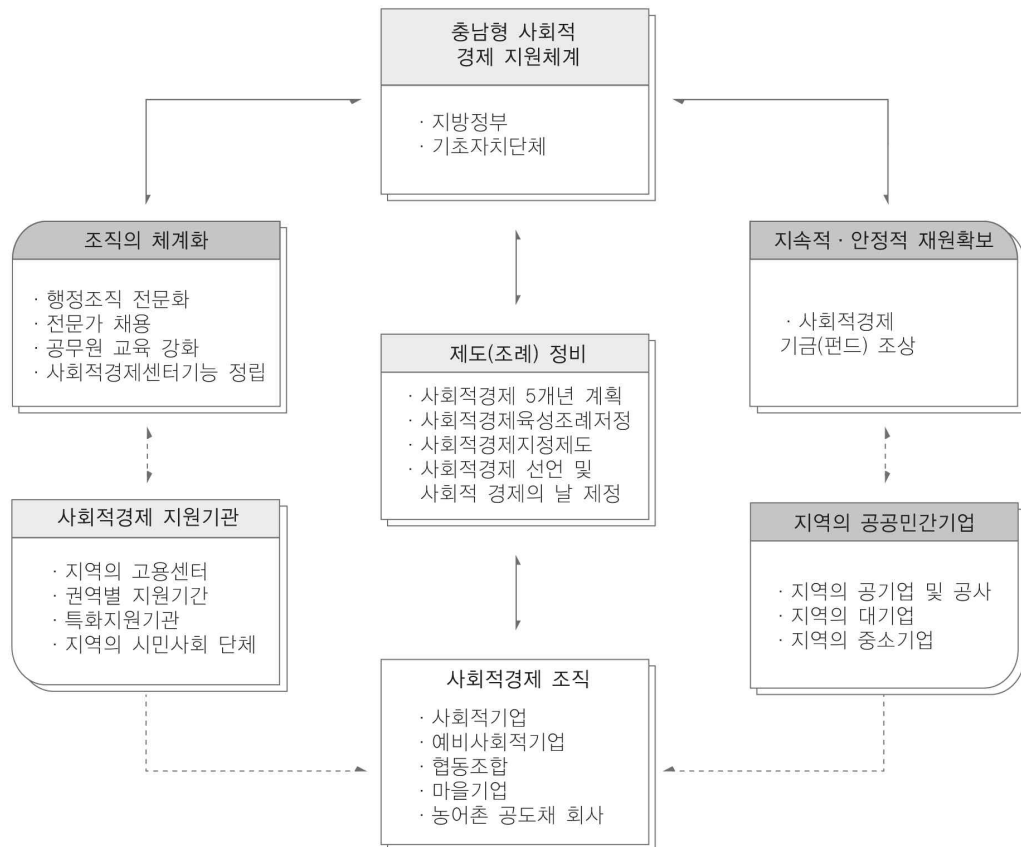 충남형 사회적
경제 지원체계
· 지방정부
· 기초자치단체
조직의 체계화
· 행정조직 전문화
· 전문가 채용
· 공무원 교육 강화
· 사회적경제센터기능 정립
제도(조례) 정비
· 사회적경제 5개년 계획
· 사회적경제육성조례저정
· 사회적경제지정제도
· 사회적경제 선언 및
사회적 경제의 날 제정
지속적 · 안정적 재원확보
· 사회적경제
기금(펀드) 조상
사회적경제 지원기관
· 지역의 고용센터
· 권역별 지원기간
· 특화지원기관
· 지역의 시민사회 단체
지역의 공공민간기업
· 지역의 공기업 및 공사
· 지역의 대기업
· 지역의 중소기업
사회적경제 조직
· 사회적기업
· 예비사회적기업
· 협동조합
· 마을기업
· 농어촌 공도채 회사